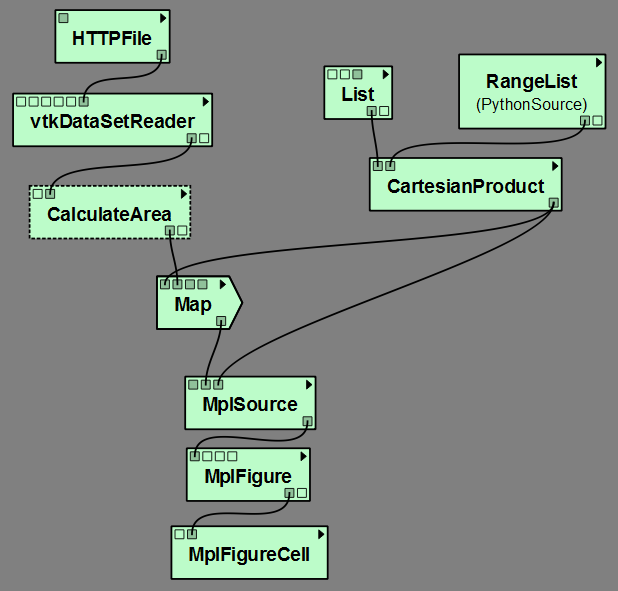 HTTPFile
vtkDataSetReader
List
RangeList
(PythonSource)
CalculateArea
CartesianProduct
Map
MplSource
MplFigure
MplFigureCell